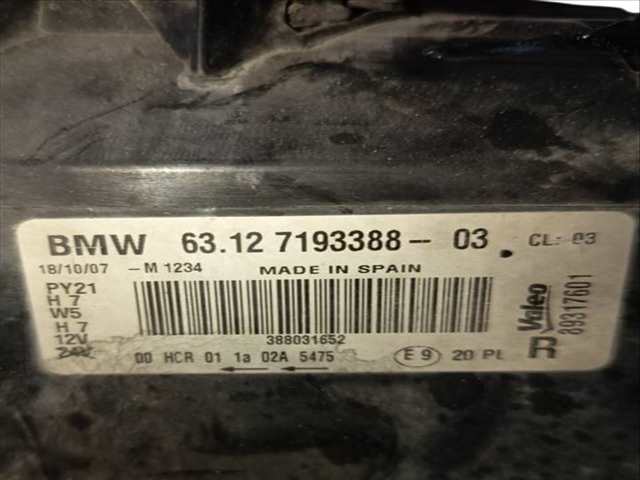 BMW 63.12 7193388-- 03. CL: 03
18/10/07 -M 1234 MADE IN SPAIN
PY21
H 7
W5
H 7
12V
24V
388031652
00 HCR 01 1a 02A 5475 E9 20 PL
R Valeo
89317601